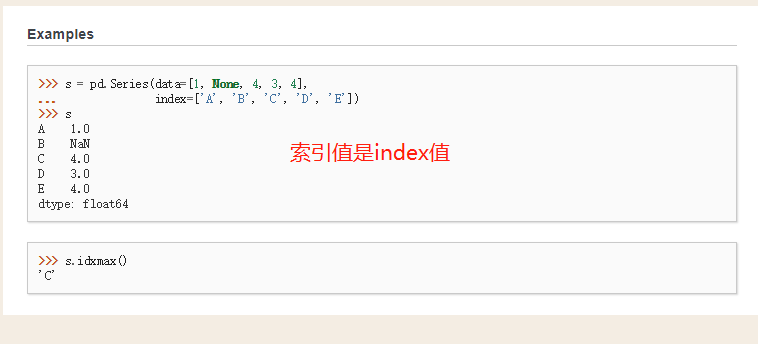 Examples
>>> s = pd.Series(data=[1, None, 4, 3, 4],
... index=['A', 'B', 'C', 'D', 'E'])
>>> s
A 1.0
B NaN
C 4.0
D 3.0
E 4.0
dtype: float64
索引值是index值
>>> s.idxmax()
'C'